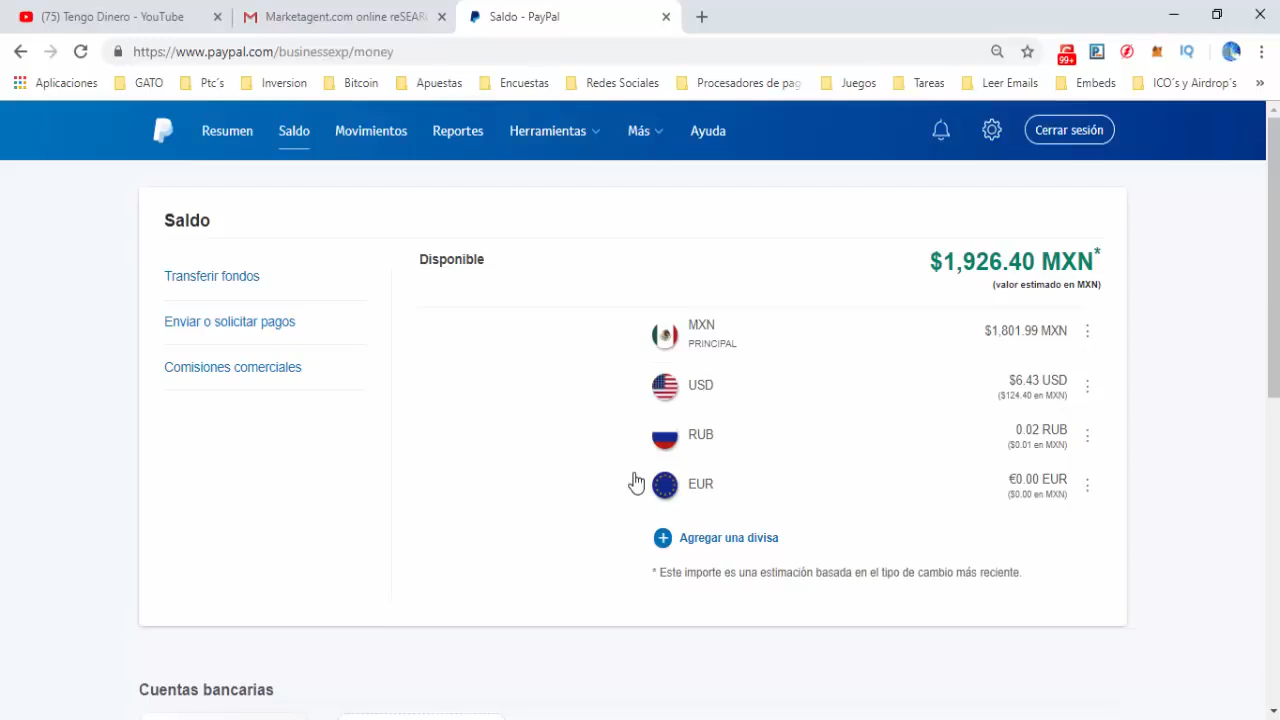 (75) Tengo Dinero - YouTube
Marketagent.com online reSEAR
Saldo - PayPal
https://www.paypal.com/businessexp/money
99+
Aplicaciones
GATO
Ptc´s
Inversion
Bitcoin
Apuestas
Encuestas
Redes Sociales
Procesadores de pag
Juegos
Tareas
Leer Emails
Embeds
ICO´s y Airdrop´s
»
Resumen
Saldo
Movimientos
Reportes
Herramientas
Más
Ayuda
Cerrar sesión
Saldo
Transferir fondos
Enviar o solicitar pagos
Comisiones comerciales
Disponible
$1,926.40 MXN*
(valor estimado en MXN)
MXN
PRINCIPAL
$1,801.99 MXN
USD
$6.43 USD
($124.40 en MXN)
RUB
0.02 RUB
($0.01 en MXN)
EUR
€0.00 EUR
($0.00 en MXN)
Agregar una divisa
* Este importe es una estimación basada en el tipo de cambio más reciente.
Cuentas bancarias